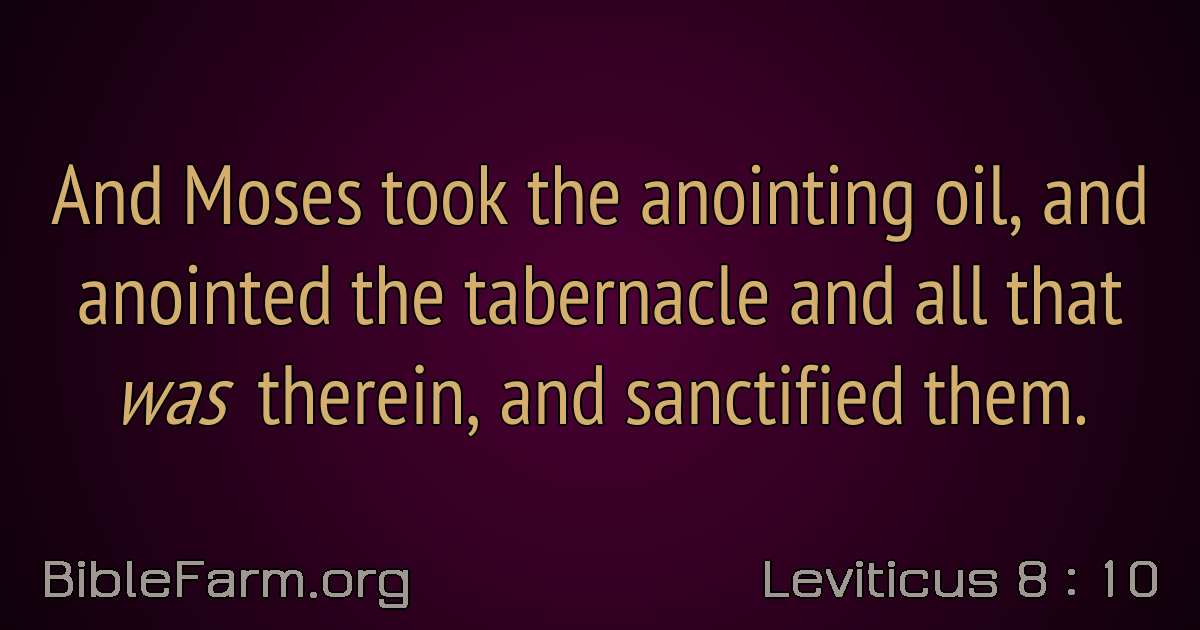 And Moses took the anointing oil, and
anointed the tabernacle and all that
was therein, and sanctified them.
BibleFarm.org
Leviticus 8 : 10